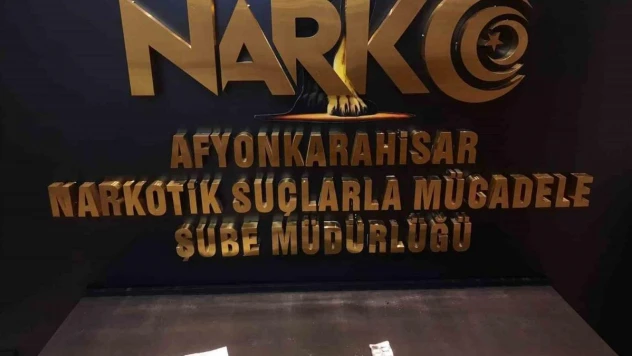 NARKO
AFYONKARAHİSAR
NARKOTİK SUÇLARLA MÜCADELE
ŞUBE MÜDÜRLÜĞÜ